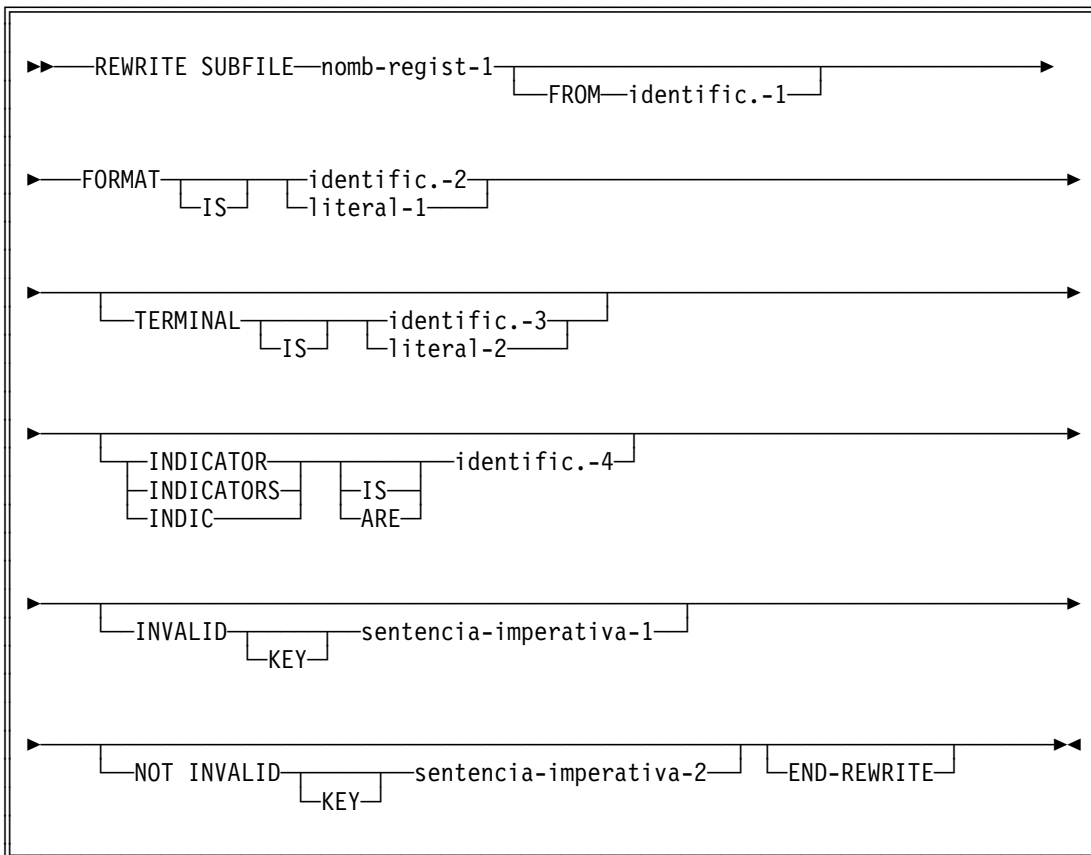 REWRITE SUBFILE nomb-regist-1
FROM identific.-1
FORMAT identific.-2
IS literal-1
TERMINAL identific.-3
IS literal-2
INDICATOR identific.-4
INDICATORS IS
INDIC ARE
INVALID sentencia-imperativa-1
KEY
NOT INVALID sentencia-imperativa-2 END-REWRITE
KEY